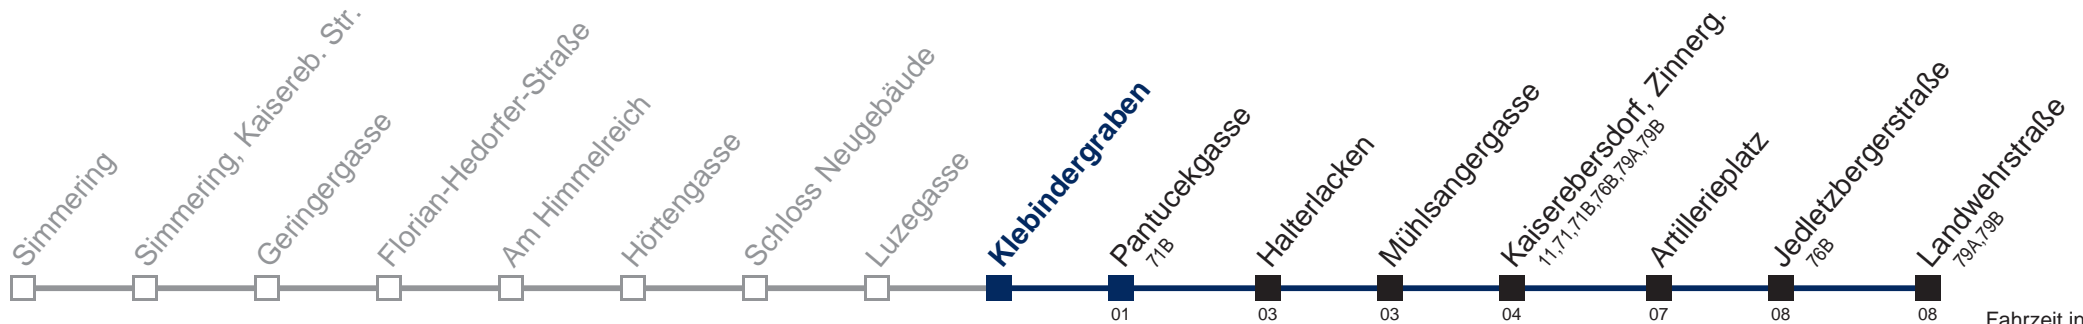 Simmering
Simmering, Kaisereb. Str.
Geringergasse
Florian-Hedorfer-Straße
Am Himmelreich
Hörtengasse
Schloss Neugebäude
Luzegasse
Klebindergraben
Pantucekgasse
71B
Halterlacken
Mühlsangergasse
Kaiserebersdorf, Zinnerg.
11,71,71B,76B,79A,79B
Artillerieplatz
Jedletzbergerstraße
76B
Landwehrstraße
79A,79B
01
03
03
04
07
08
08
Fahrzeit in